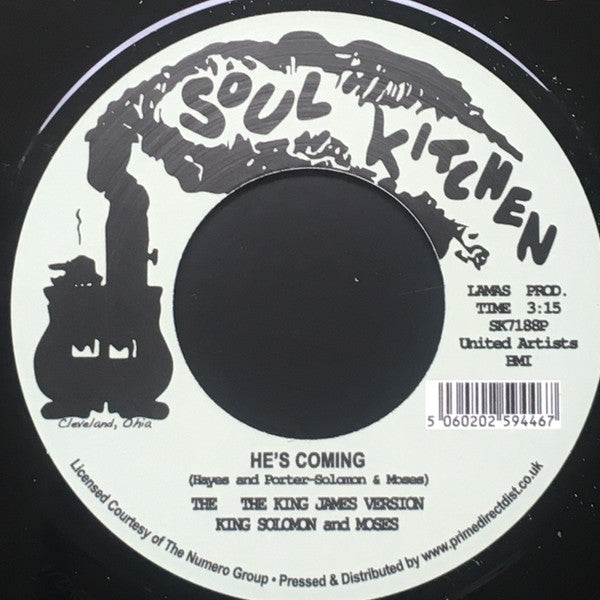 SOUL KITCHEN
LAMAS PROD.
TIME 3:15
SK7188P
United Artists
BMI
5 060202 594467
Cleveland, Ohia
HE'S COMING
(Hayes and Porter-Solomon & Moses)
THE THE KING JAMES VERSION
KING SOLOMON and MOSES
Licensed Courtesy of The Numero Group • Pressed & Distributed by www.primedirectdist.co.uk